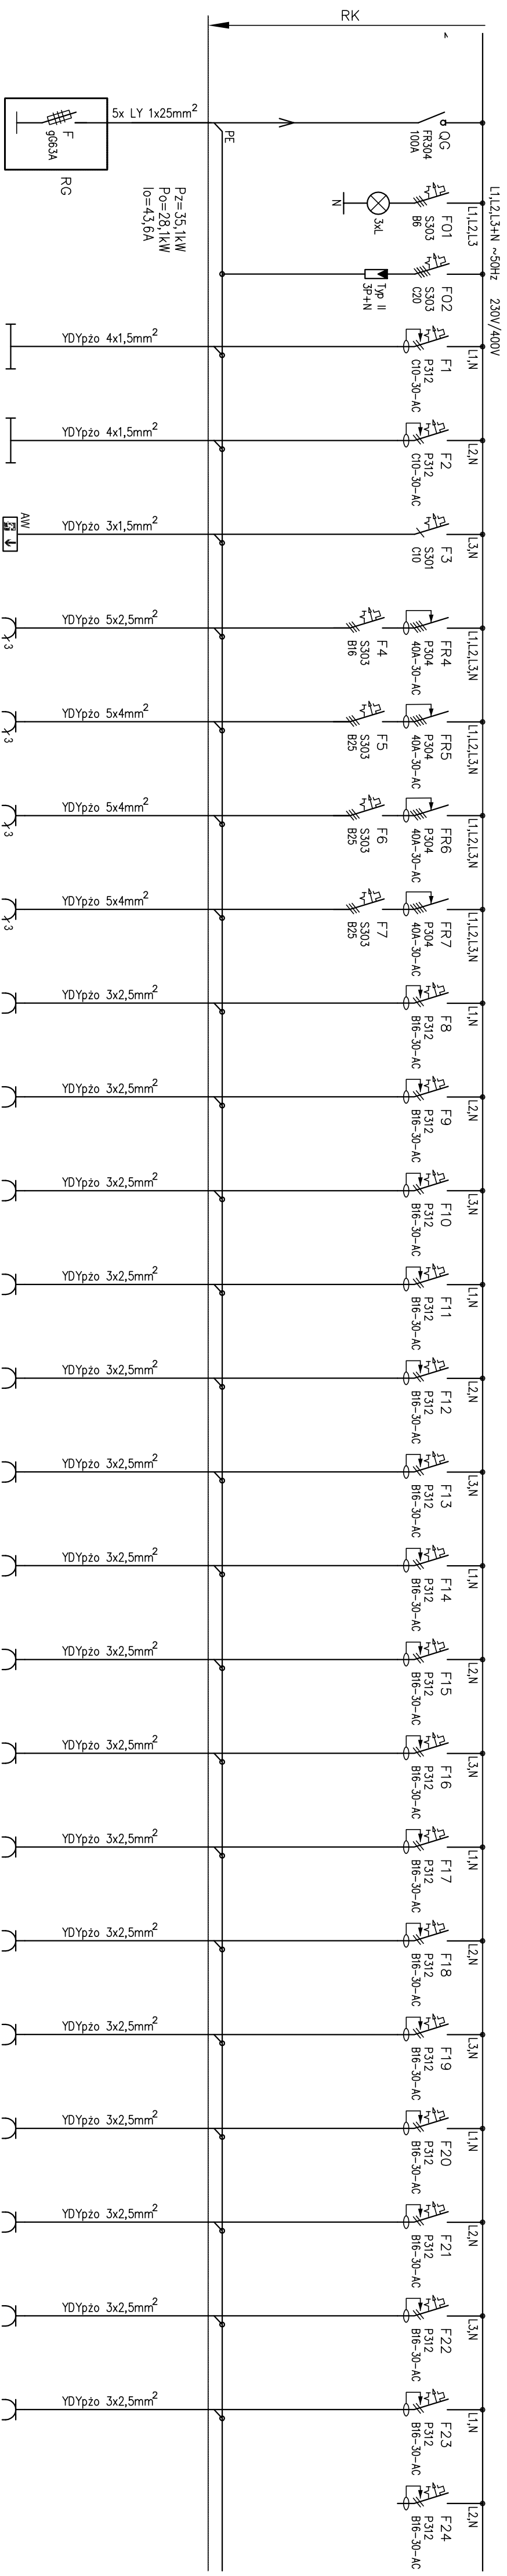 RK
L1,L2,L3+N ~50Hz 230V/400V
QG
FR304
100A
PE
5x LY 1x25mm2
F
gG63A
RG
Pz=35,1kW
Po=28,1kW
Io=43,6A
L1,L2,L3
F01
S303
B6
3xL
N
F02
S303
C20
Typ II
3P+N
L1,N
F1
P312
C10-30-AC
YDYpżo 4x1,5mm2
L2,N
F2
P312
C10-30-AC
YDYpżo 4x1,5mm2
L3,N
F3
S301
C10
YDYpżo 3x1,5mm2
AW
L1,L2,L3,N
FR4
P304
40A-30-AC
F4
S303
B16
YDYpżo 5x2,5mm2
3
L1,L2,L3,N
FR5
P304
40A-30-AC
F5
S303
B25
YDYpżo 5x4mm2
3
L1,L2,L3,N
FR6
P304
40A-30-AC
F6
S303
B25
YDYpżo 5x4mm2
3
L1,L2,L3,N
FR7
P304
40A-30-AC
F7
S303
B25
YDYpżo 5x4mm2
3
L1,N
F8
P312
B16-30-AC
YDYpżo 3x2,5mm2
L2,N
F9
P312
B16-30-AC
YDYpżo 3x2,5mm2
L3,N
F10
P312
B16-30-AC
YDYpżo 3x2,5mm2
L1,N
F11
P312
B16-30-AC
YDYpżo 3x2,5mm2
L2,N
F12
P312
B16-30-AC
YDYpżo 3x2,5mm2
L3,N
F13
P312
B16-30-AC
YDYpżo 3x2,5mm2
L1,N
F14
P312
B16-30-AC
YDYpżo 3x2,5mm2
L2,N
F15
P312
B16-30-AC
YDYpżo 3x2,5mm2
L3,N
F16
P312
B16-30-AC
YDYpżo 3x2,5mm2
L1,N
F17
P312
B16-30-AC
YDYpżo 3x2,5mm2
L2,N
F18
P312
B16-30-AC
YDYpżo 3x2,5mm2
L3,N
F19
P312
B16-30-AC
YDYpżo 3x2,5mm2
L1,N
F20
P312
B16-30-AC
YDYpżo 3x2,5mm2
L2,N
F21
P312
B16-30-AC
YDYpżo 3x2,5mm2
L3,N
F22
P312
B16-30-AC
YDYpżo 3x2,5mm2
L1,N
F23
P312
B16-30-AC
YDYpżo 3x2,5mm2
L2,N
F24
P312
B16-30-AC